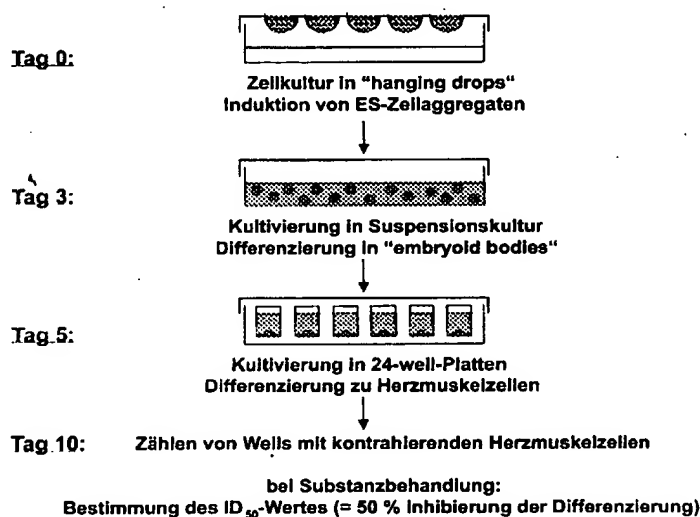 Tag 0:
Zellkultur in "hanging drops"
Induktion von ES-Zellaggregaten
Tag 3:
Kultivierung in Suspensionskultur
Differenzierung in "embryoid bodies"
Tag 5:
Kultivierung in 24-well-Platten
Differenzierung zu Herzmuskelzellen
Tag 10: Zählen von Wells mit kontrahierenden Herzmuskelzellen
bei Substanzbehandlung:
Bestimmung des ID₅₀-Wertes (= 50 % Inhibierung der Differenzierung)